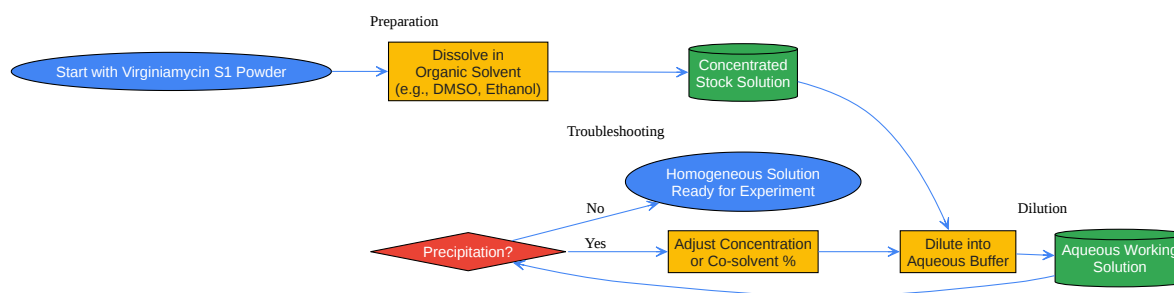 Preparation
Start with Virginiamycin S1 Powder
Dissolve in
Organic Solvent
(e.g., DMSO, Ethanol)
Concentrated
Stock Solution
Troubleshooting
Homogeneous Solution
Ready for Experiment
No
Dilution
Precipitation?
Yes
Adjust Concentration
or Co-solvent %
Dilute into
Aqueous Buffer
Aqueous Working
Solution